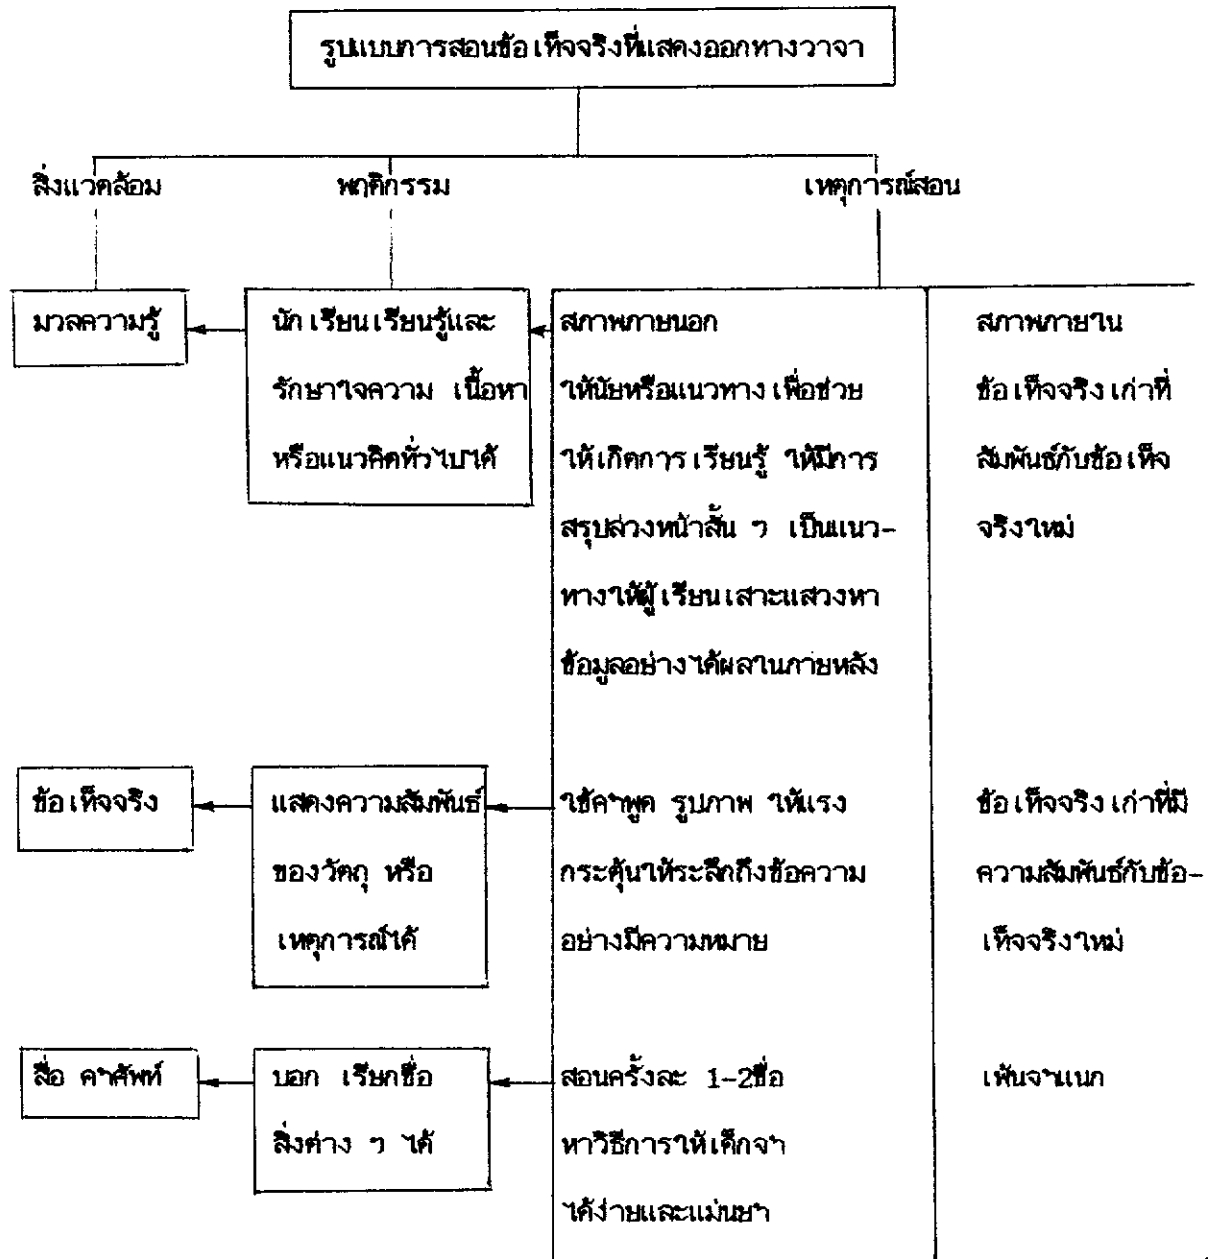 รูปแบบการสอนข้อเท็จจริงที่แสดงออกทางวาจา
สิ่งแวดล้อม
พฤติกรรม
เหตุการณ์สอน
มวลความรู้
นักเรียนเรียนรู้และ
รักษาใจความ เนื้อหา
หรือแนวคิดทั่วไปได้
สภาพภายนอก
ให้นัยหรือแนวทางเพื่อช่วย
ให้เกิดการเรียนรู้ ให้มีการ
สรุปล่วงหน้าสั้น ๆ เป็นแนว-
ทางให้ผู้เรียนเสาะแสวงหา
ข้อมูลอย่างได้ผลในภายหลัง
สภาพภายใน
ข้อเท็จจริงเก่าที่
สัมพันธ์กับข้อเท็จ
จริงใหม่
ข้อเท็จจริง
แสดงความสัมพันธ์
ของวัตถุ หรือ
เหตุการณ์ได้
ใช้คำพูด รูปภาพ ให้แรง
กระตุ้นให้ระลึกถึงข้อความ
อย่างมีความหมาย
ข้อเท็จจริงเก่าที่มี
ความสัมพันธ์กับข้อ-
เท็จจริงใหม่
สื่อ คำศัพท์
บอก เรียกชื่อ
สิ่งต่าง ๆ ได้
สอนครั้งละ 1-2ชื่อ
หาวิธีการให้เด็กจำ
ได้ง่ายและแม่นยำ
เฟ้นจำแนก